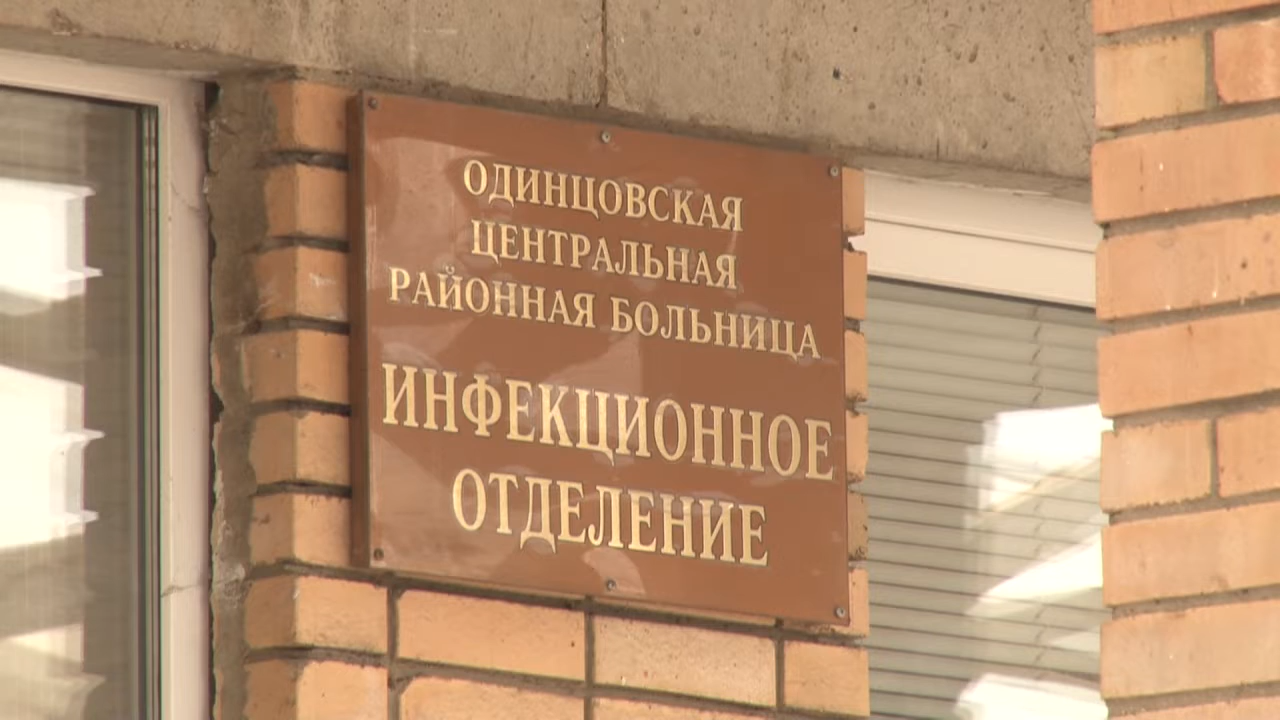 ОДИНЦОВСКАЯ
ЦЕНТРАЛЬНАЯ
РАЙОННАЯ БОЛЬНИЦА
ИНФЕКЦИОННОЕ
ОТДЕЛЕНИЕ